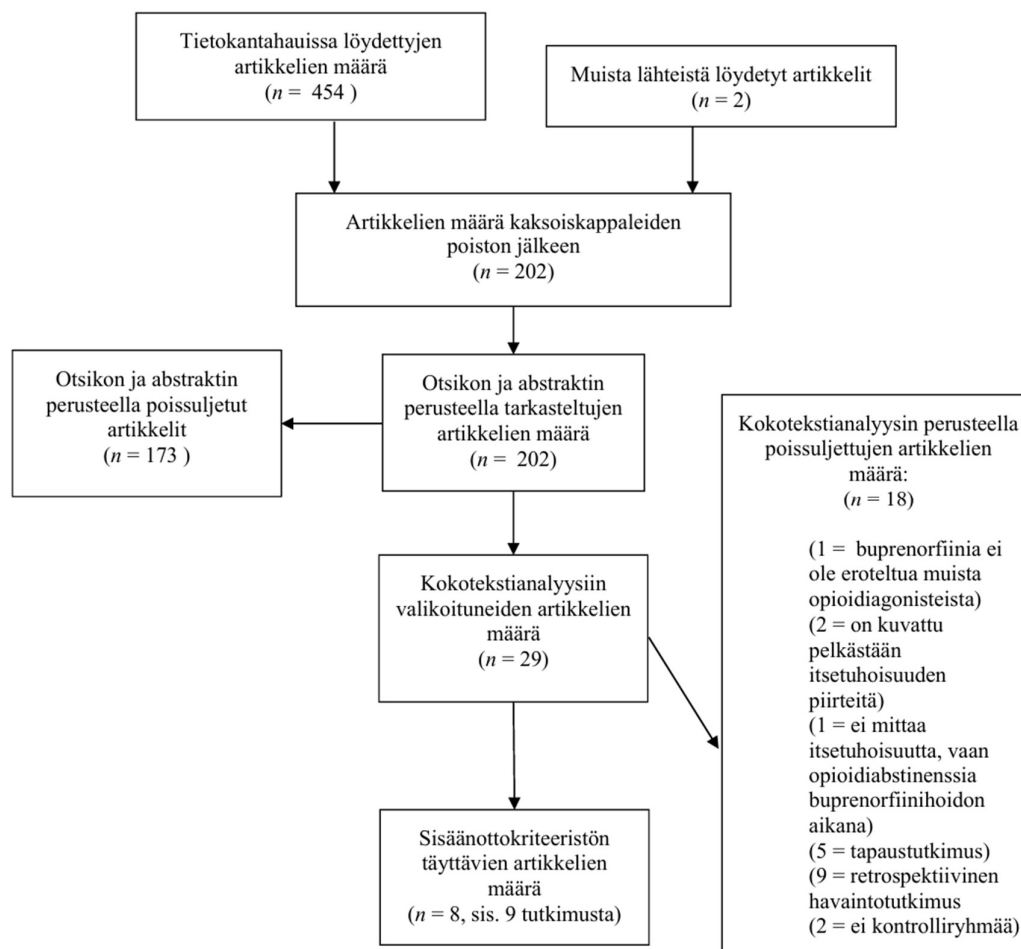 Tietokantahauissa löydettyjen
artikkelien määrä
(n = 454 )
Muista lähteistä löydetyt artikkelit
(n = 2)
Artikkelien määrä kaksoiskappaleiden
poiston jälkeen
(n = 202)
Otsikon ja abstraktin
perusteella poissuljetut
artikkelit
(n = 173 )
Otsikon ja abstraktin
perusteella tarkasteltujen
artikkelien määrä
(n = 202)
Kokotekstianalyysin perusteella
poissuljettujen artikkelien
määrä:
(n = 18)
(1 = buprenorfiinia ei
ole eroteltua muista
opioidiagonisteista)
(2 = on kuvattu
pelkästään
itsetuhoisuuden
piirteitä)
(1 = ei mittaa
itsetuhoisuutta, vaan
opioidiabstinenssia
buprenorfiinihoidon
aikana)
(5 = tapaustutkimus)
(9 = retrospektiivinen
havaintotutkimus
(2 = ei kontrolliryhmää)
Kokotekstianalyysiin
valikoituneiden artikkelien
määrä
(n = 29)
Sisäänottokriteeristön
täyttävien artikkelien
määrä
(n = 8, sis. 9 tutkimusta)